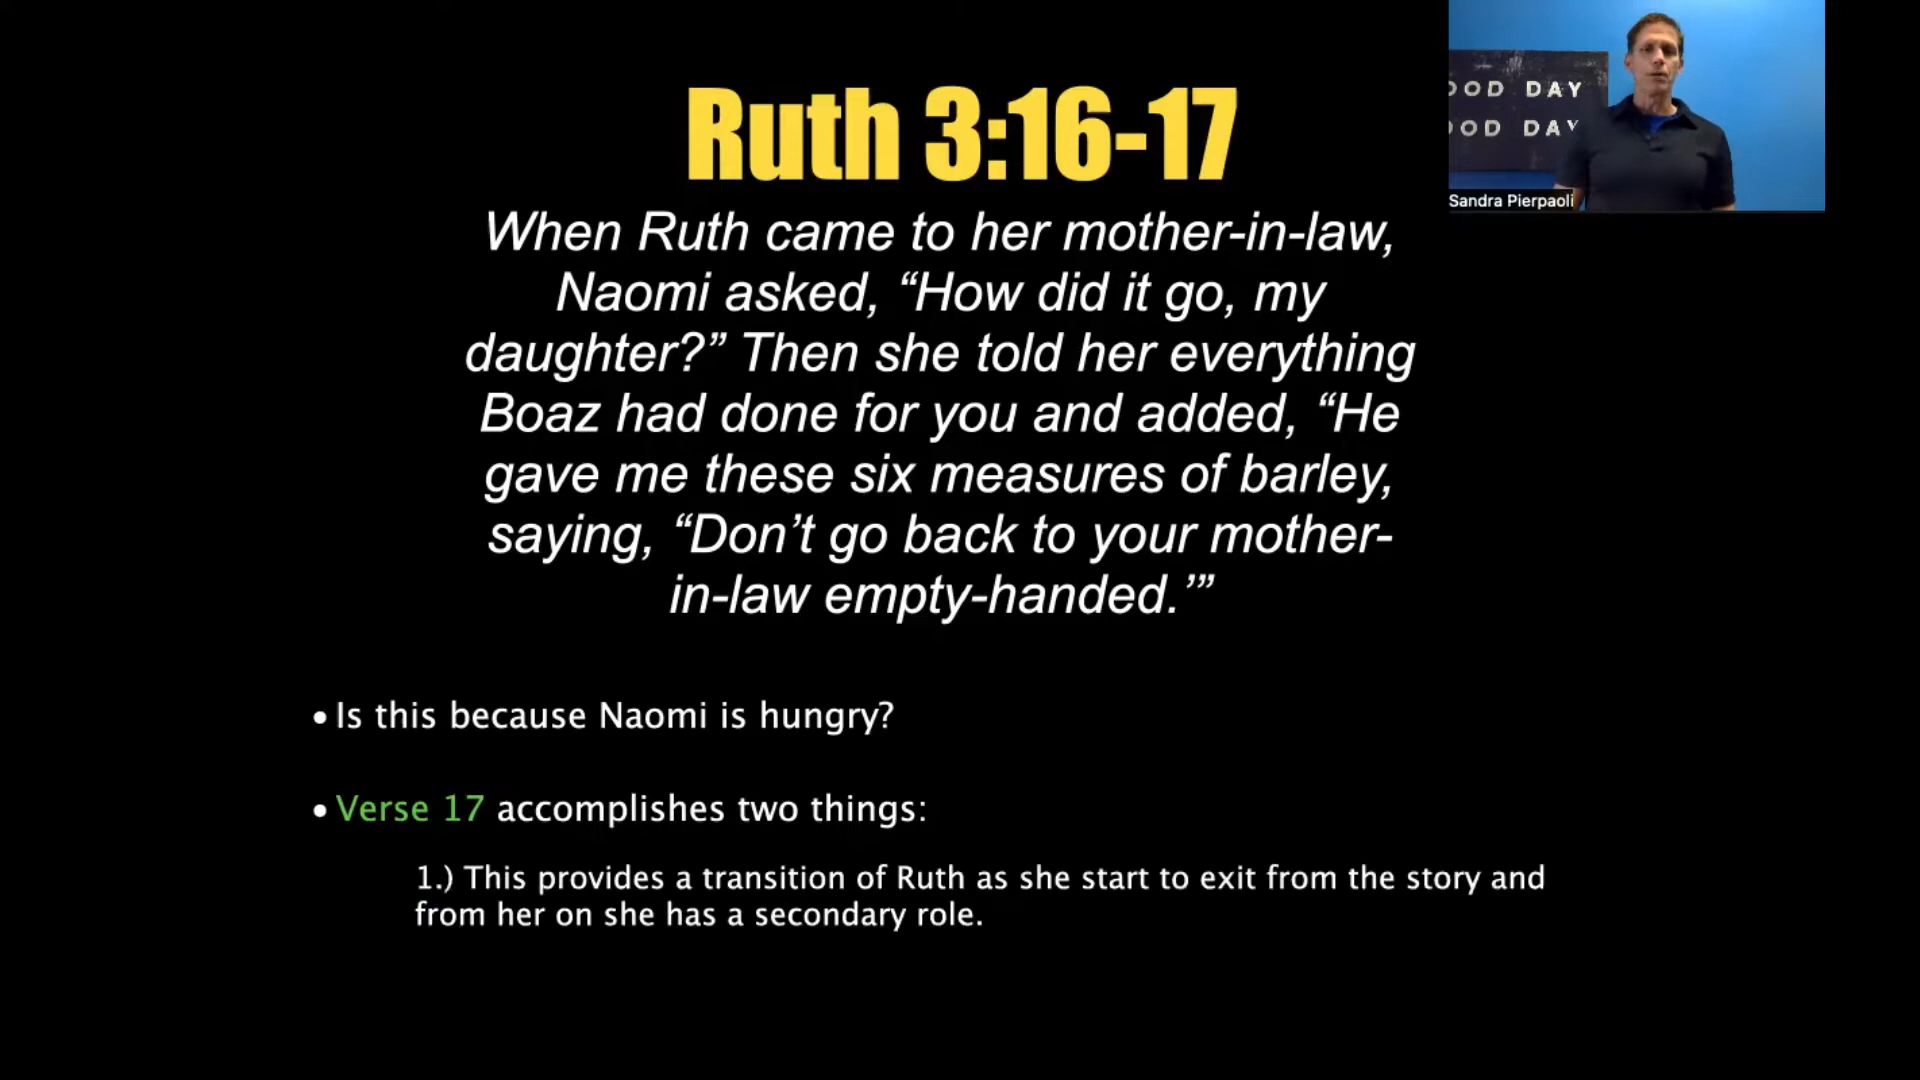 Ruth 3:16-17
When Ruth came to her mother-in-law,
Naomi asked, “How did it go, my
daughter?” Then she told her everything
Boaz had done for you and added, “He
gave me these six measures of barley,
saying, “Don’t go back to your mother-
in-law empty-handed.’”
• Is this because Naomi is hungry?
• Verse 17 accomplishes two things:
1.) This provides a transition of Ruth as she start to exit from the story and
from her on she has a secondary role.
OOD DAY
OOD DAY
Sandra Pierpaoli